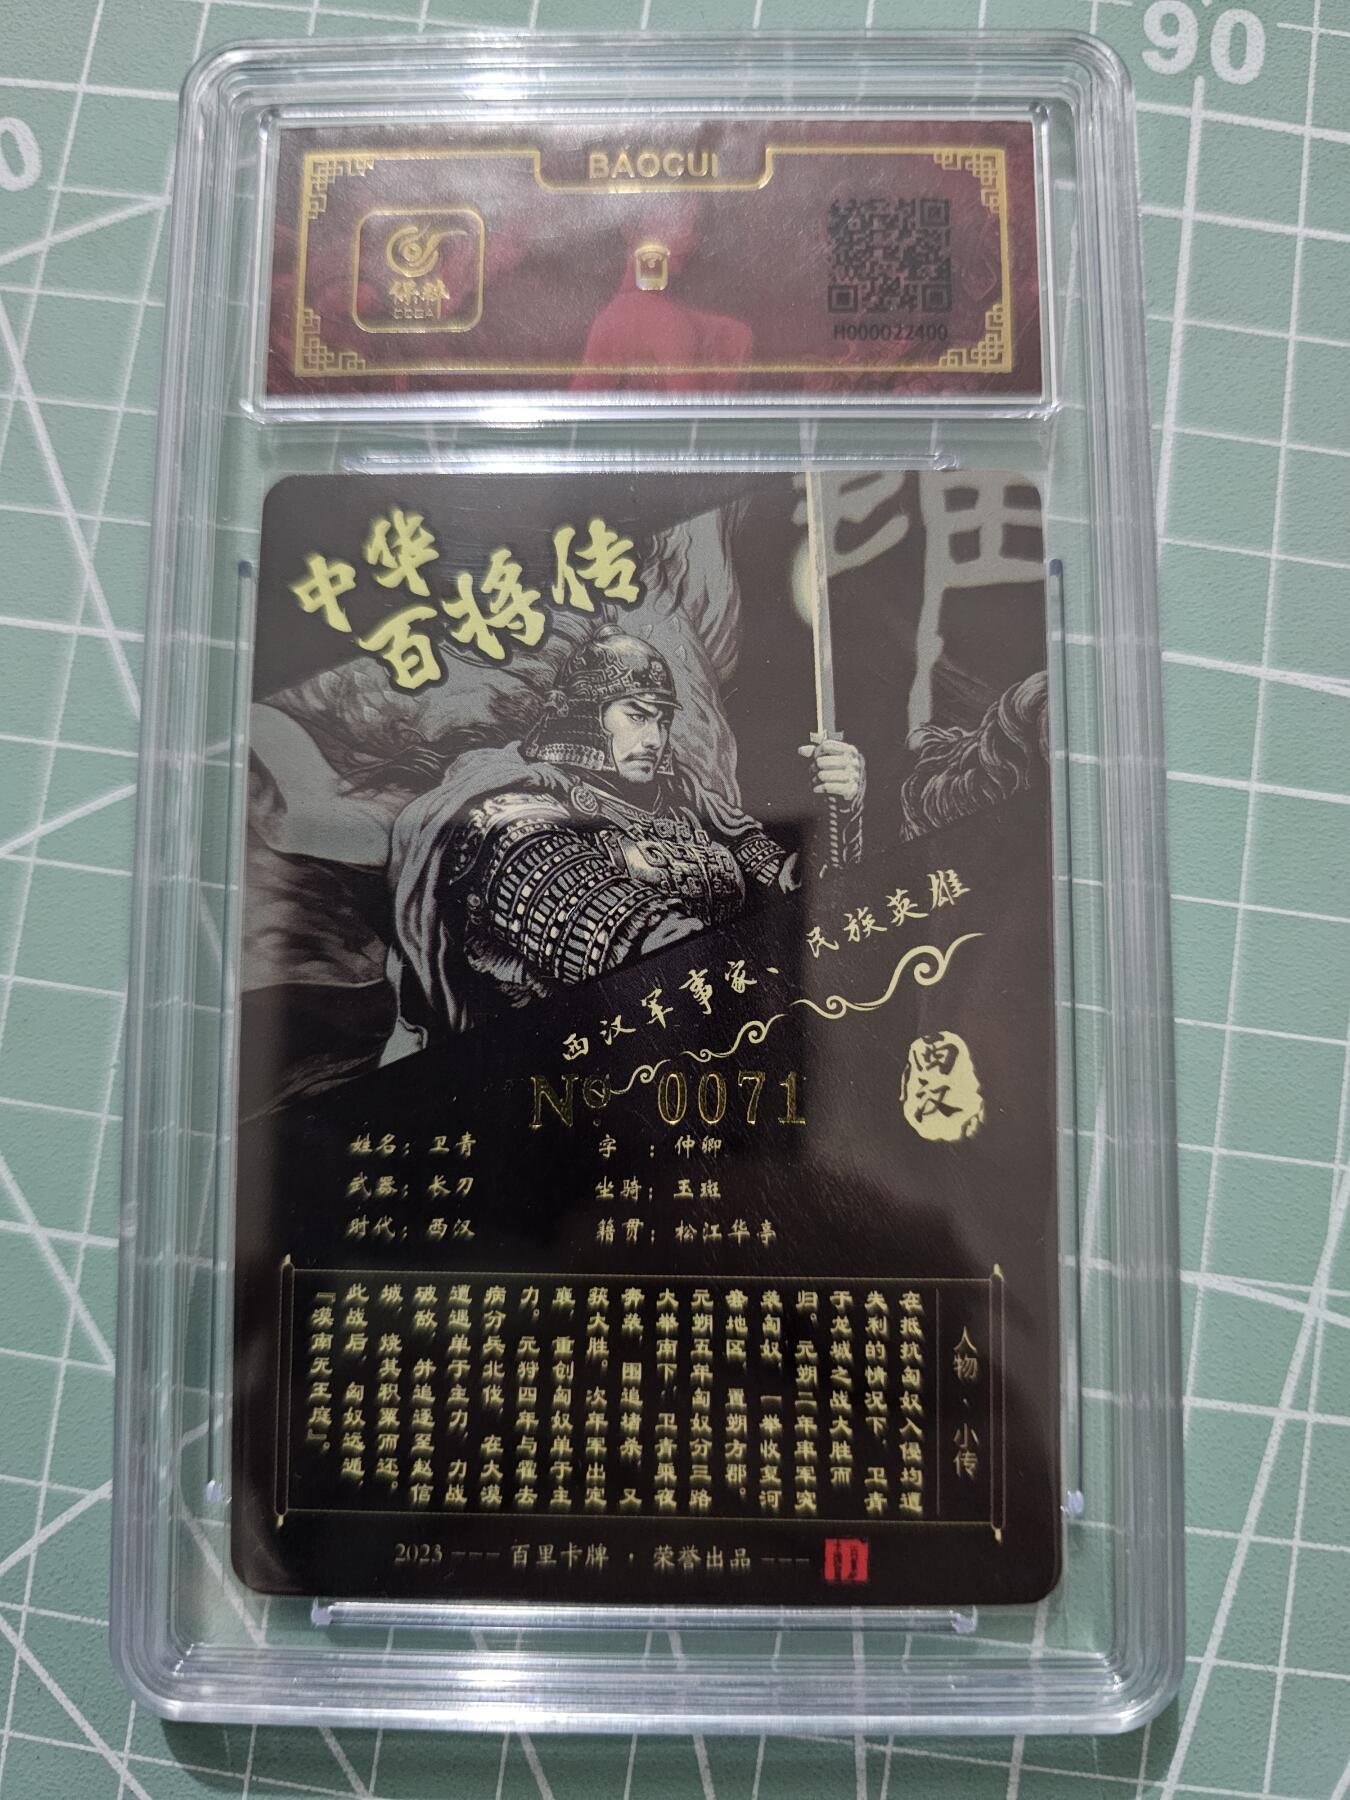 90
0
BAOGUI
保粹
CCGA
H000022400
中华
百将传
西汉军事家、民族英雄
西汉
№ 0071
姓名：卫青
字：仲卿
武器：长刃
坐骑：玉斑
时代：西汉
籍贯：松江华亭
人物·小传
在抵抗匈奴入侵均遭
失利的情况下，卫青
于龙城之战大胜而
归。元朔二年率军突
袭匈奴，一举收复河
套地区，置朔方郡。
元朔五年匈奴分三路
大举南下，卫青乘夜
奔袭，围追堵杀，又
获大胜。次年军出定
襄，重创匈奴单于主
力。元狩四年与霍去
病分兵北伐，在大漠
遭遇单于主力，力战
破敌，并追逐至赵信
城，烧其积粟而还。
此战后，匈奴远遁，
『漠南无王庭』。
2023 --- 百里卡牌 · 荣誉出品 ---